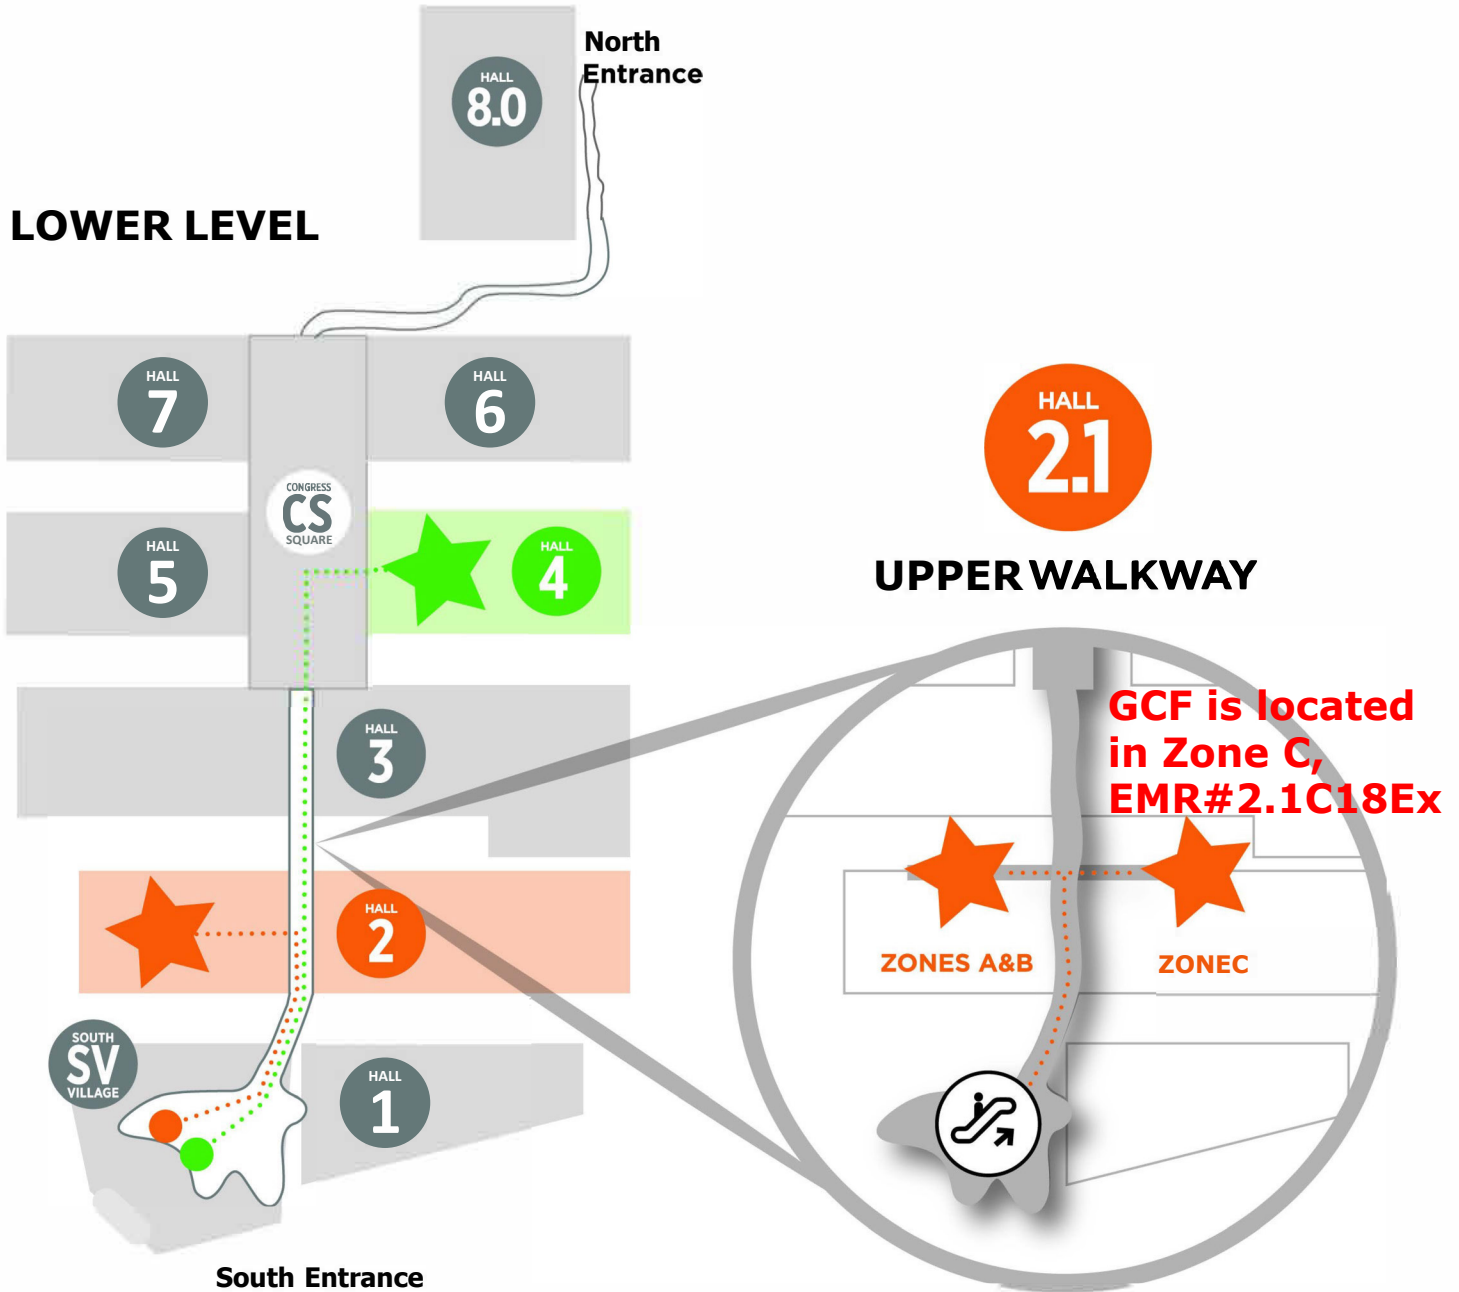 North
Entrance
HALL
8.0
LOWER LEVEL
HALL
7
HALL
6
CONGRESS
CS
SQUARE
HALL
5
HALL
4
HALL
3
HALL
2
SOUTH
SV
VILLAGE
HALL
1
South Entrance
HALL
2.1
UPPER WALKWAY
GCF is located
in Zone C,
EMR#2.1C18Ex
ZONES A&B
ZONEC